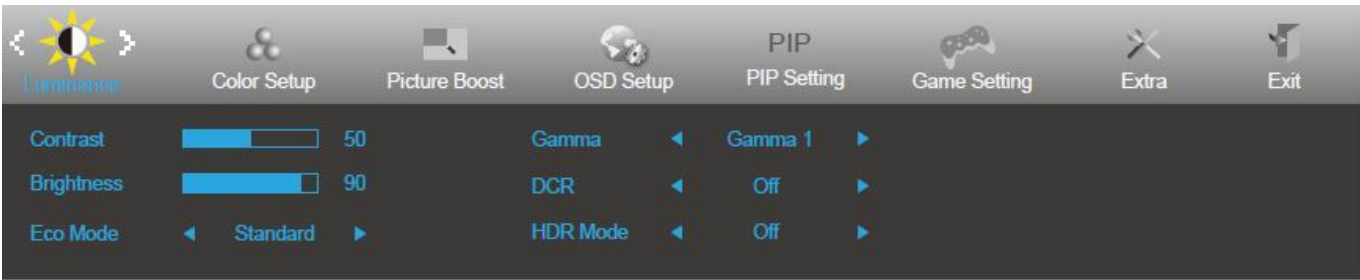 PIP
Luminance Color Setup Picture Boost OSD Setup PIP Setting Game Setting Extra Exit
Contrast 50 Gamma Gamma 1
Brightness 90 DCR Off
Eco Mode Standard HDR Mode Off